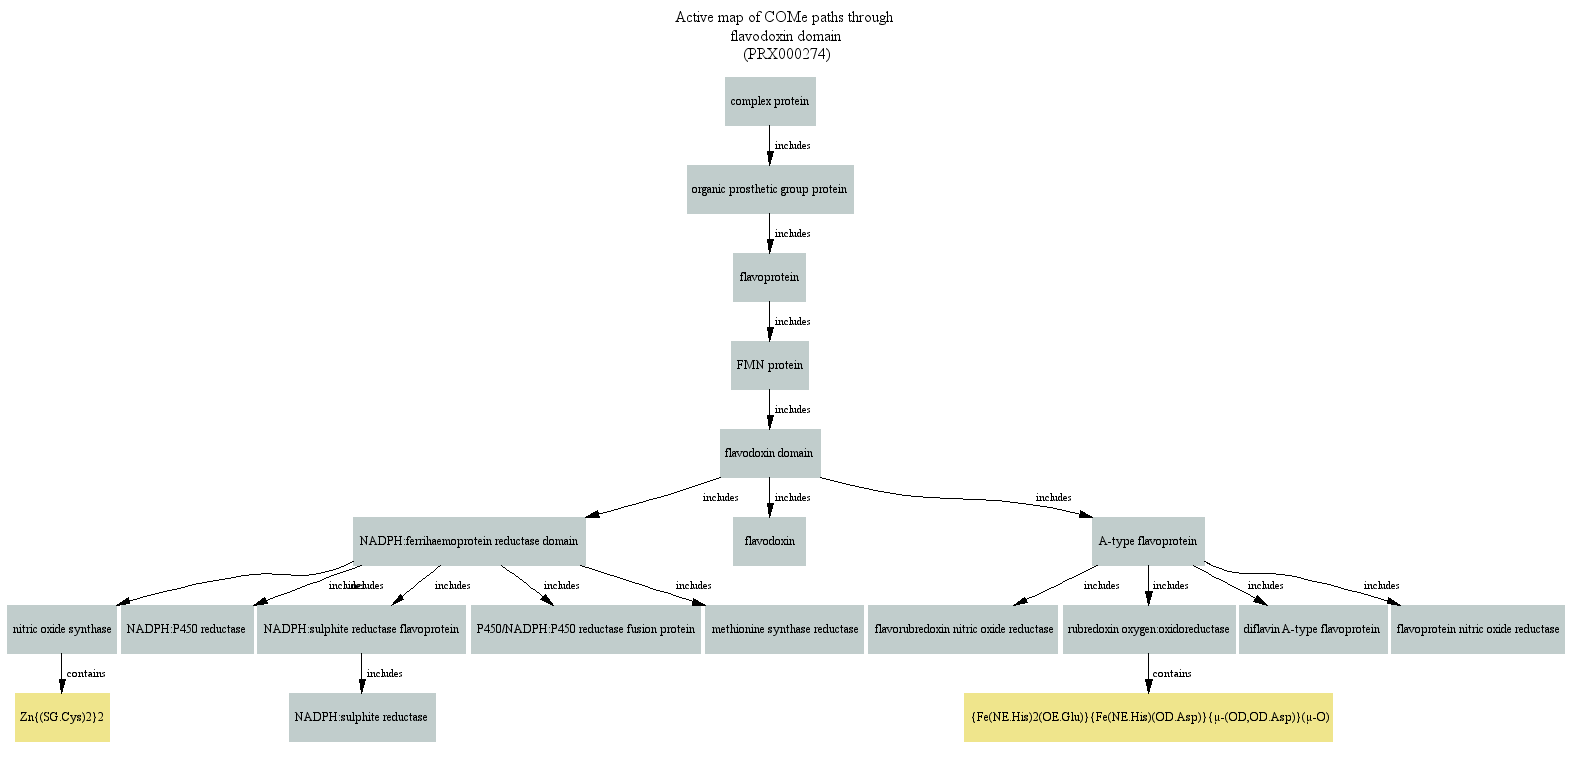 Active map of COMe paths through
flavodoxin domain
(PRX000274)
complex protein
includes
organic prosthetic group protein
includes
flavoprotein
includes
FMN protein
includes
flavodoxin domain
includes
includes
includes
NADPH:ferrihaemoprotein reductase domain
flavodoxin
A-type flavoprotein
includes
includes
includes
includes
includes
includes
includes
includes
includes
nitric oxide synthase
NADPH:P450 reductase
NADPH:sulphite reductase flavoprotein
P450/NADPH:P450 reductase fusion protein
methionine synthase reductase
flavorubredoxin nitric oxide reductase
rubredoxin oxygen:oxidoreductase
diflavin A-type flavoprotein
flavoprotein nitric oxide reductase
contains
includes
contains
Zn{(SG.Cys)2}2
NADPH:sulphite reductase
{Fe(NE.His)2(OE.Glu)}{Fe(NE.His)(OD.Asp)}{μ-(OD,OD.Asp)}(μ-O)